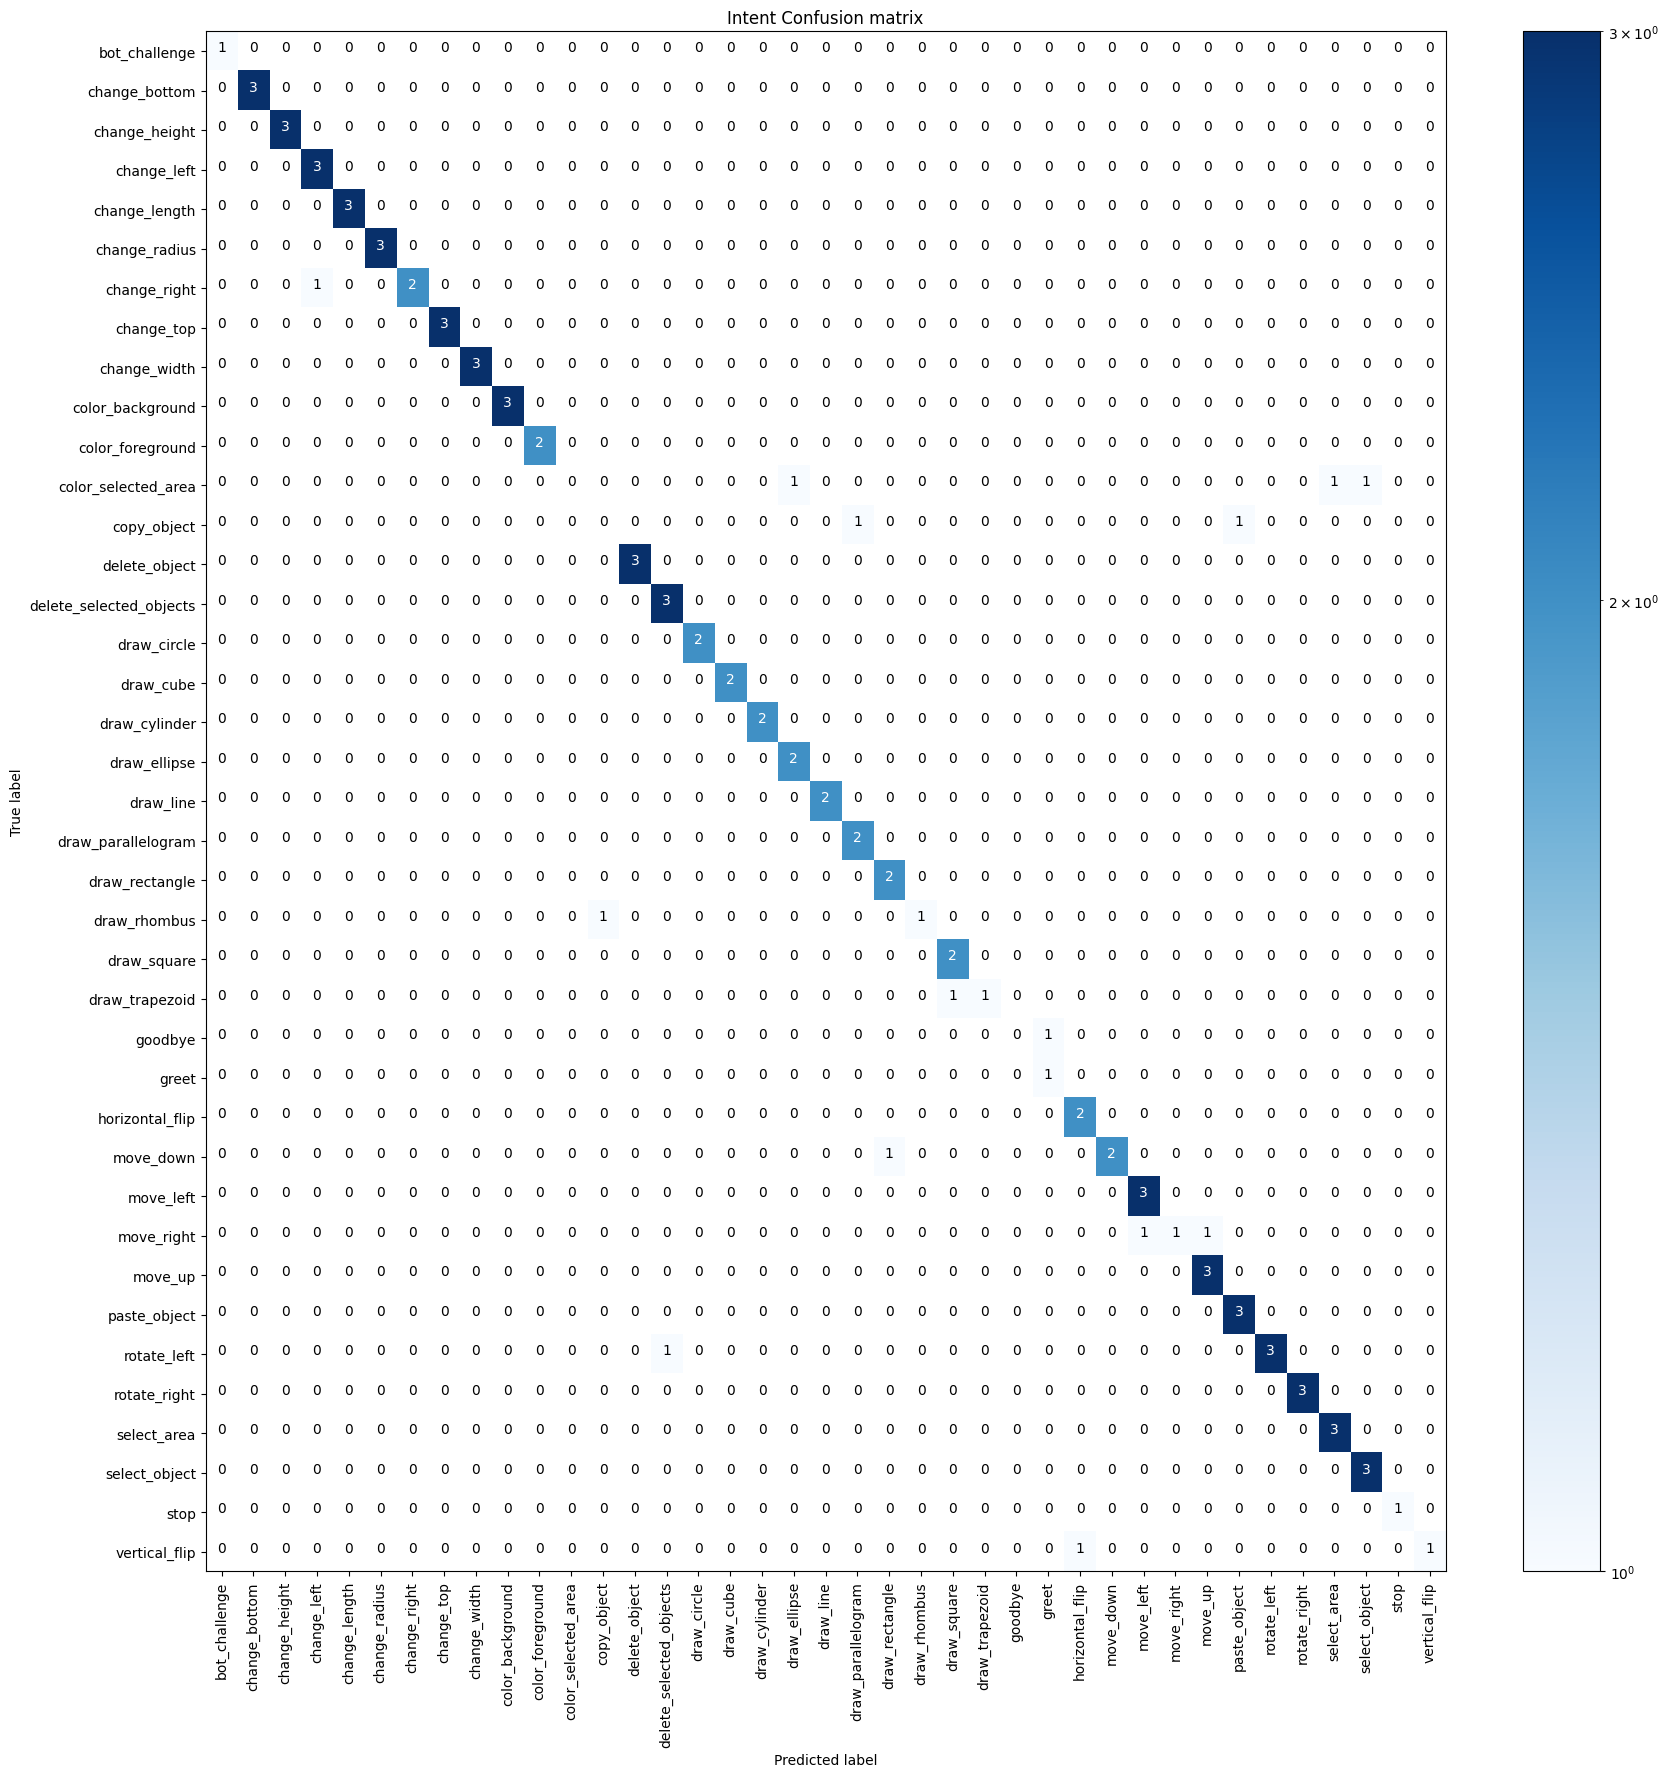 Intent Confusion matrix
bot_challenge 1 0 0 0 0 0 0 0 0 0 0 0 0 0 0 0 0 0 0 0 0 0 0 0 0 0 0 0 0 0 0 0 0 0 0 0 0 0 0
change_bottom 0 3 0 0 0 0 0 0 0 0 0 0 0 0 0 0 0 0 0 0 0 0 0 0 0 0 0 0 0 0 0 0 0 0 0 0 0 0 0
change_height 0 0 3 0 0 0 0 0 0 0 0 0 0 0 0 0 0 0 0 0 0 0 0 0 0 0 0 0 0 0 0 0 0 0 0 0 0 0 0
change_left 0 0 0 3 0 0 0 0 0 0 0 0 0 0 0 0 0 0 0 0 0 0 0 0 0 0 0 0 0 0 0 0 0 0 0 0 0 0 0
change_length 0 0 0 0 3 0 0 0 0 0 0 0 0 0 0 0 0 0 0 0 0 0 0 0 0 0 0 0 0 0 0 0 0 0 0 0 0 0 0
change_radius 0 0 0 0 0 3 0 0 0 0 0 0 0 0 0 0 0 0 0 0 0 0 0 0 0 0 0 0 0 0 0 0 0 0 0 0 0 0 0
change_right 0 0 0 1 0 0 2 0 0 0 0 0 0 0 0 0 0 0 0 0 0 0 0 0 0 0 0 0 0 0 0 0 0 0 0 0 0 0 0
change_top 0 0 0 0 0 0 0 3 0 0 0 0 0 0 0 0 0 0 0 0 0 0 0 0 0 0 0 0 0 0 0 0 0 0 0 0 0 0 0
change_width 0 0 0 0 0 0 0 0 3 0 0 0 0 0 0 0 0 0 0 0 0 0 0 0 0 0 0 0 0 0 0 0 0 0 0 0 0 0 0
color_background 0 0 0 0 0 0 0 0 0 3 0 0 0 0 0 0 0 0 0 0 0 0 0 0 0 0 0 0 0 0 0 0 0 0 0 0 0 0 0
color_foreground 0 0 0 0 0 0 0 0 0 0 2 0 0 0 0 0 0 0 0 0 0 0 0 0 0 0 0 0 0 0 0 0 0 0 0 0 0 0 0
color_selected_area 0 0 0 0 0 0 0 0 0 0 0 0 0 0 0 0 0 0 1 0 0 0 0 0 0 0 0 0 0 0 0 0 0 0 0 1 1 0 0
copy_object 0 0 0 0 0 0 0 0 0 0 0 0 0 0 0 0 0 0 0 0 1 0 0 0 0 0 0 0 0 0 0 0 1 0 0 0 0 0 0
delete_object 0 0 0 0 0 0 0 0 0 0 0 0 0 3 0 0 0 0 0 0 0 0 0 0 0 0 0 0 0 0 0 0 0 0 0 0 0 0 0
delete_selected_objects 0 0 0 0 0 0 0 0 0 0 0 0 0 0 3 0 0 0 0 0 0 0 0 0 0 0 0 0 0 0 0 0 0 0 0 0 0 0 0
draw_circle 0 0 0 0 0 0 0 0 0 0 0 0 0 0 0 2 0 0 0 0 0 0 0 0 0 0 0 0 0 0 0 0 0 0 0 0 0 0 0
draw_cube 0 0 0 0 0 0 0 0 0 0 0 0 0 0 0 0 2 0 0 0 0 0 0 0 0 0 0 0 0 0 0 0 0 0 0 0 0 0 0
draw_cylinder 0 0 0 0 0 0 0 0 0 0 0 0 0 0 0 0 0 2 0 0 0 0 0 0 0 0 0 0 0 0 0 0 0 0 0 0 0 0 0
draw_ellipse 0 0 0 0 0 0 0 0 0 0 0 0 0 0 0 0 0 0 2 0 0 0 0 0 0 0 0 0 0 0 0 0 0 0 0 0 0 0 0
draw_line 0 0 0 0 0 0 0 0 0 0 0 0 0 0 0 0 0 0 0 2 0 0 0 0 0 0 0 0 0 0 0 0 0 0 0 0 0 0 0
draw_parallelogram 0 0 0 0 0 0 0 0 0 0 0 0 0 0 0 0 0 0 0 0 2 0 0 0 0 0 0 0 0 0 0 0 0 0 0 0 0 0 0
draw_rectangle 0 0 0 0 0 0 0 0 0 0 0 0 0 0 0 0 0 0 0 0 0 2 0 0 0 0 0 0 0 0 0 0 0 0 0 0 0 0 0
draw_rhombus 0 0 0 0 0 0 0 0 0 0 0 0 1 0 0 0 0 0 0 0 0 0 1 0 0 0 0 0 0 0 0 0 0 0 0 0 0 0 0
draw_square 0 0 0 0 0 0 0 0 0 0 0 0 0 0 0 0 0 0 0 0 0 0 0 2 0 0 0 0 0 0 0 0 0 0 0 0 0 0 0
draw_trapezoid 0 0 0 0 0 0 0 0 0 0 0 0 0 0 0 0 0 0 0 0 0 0 0 1 1 0 0 0 0 0 0 0 0 0 0 0 0 0 0
goodbye 0 0 0 0 0 0 0 0 0 0 0 0 0 0 0 0 0 0 0 0 0 0 0 0 0 0 1 0 0 0 0 0 0 0 0 0 0 0 0
greet 0 0 0 0 0 0 0 0 0 0 0 0 0 0 0 0 0 0 0 0 0 0 0 0 0 0 1 0 0 0 0 0 0 0 0 0 0 0 0
horizontal_flip 0 0 0 0 0 0 0 0 0 0 0 0 0 0 0 0 0 0 0 0 0 0 0 0 0 0 0 2 0 0 0 0 0 0 0 0 0 0 0
move_down 0 0 0 0 0 0 0 0 0 0 0 0 0 0 0 0 0 0 0 0 0 1 0 0 0 0 0 0 2 0 0 0 0 0 0 0 0 0 0
move_left 0 0 0 0 0 0 0 0 0 0 0 0 0 0 0 0 0 0 0 0 0 0 0 0 0 0 0 0 0 3 0 0 0 0 0 0 0 0 0
move_right 0 0 0 0 0 0 0 0 0 0 0 0 0 0 0 0 0 0 0 0 0 0 0 0 0 0 0 0 0 1 1 1 0 0 0 0 0 0 0
move_up 0 0 0 0 0 0 0 0 0 0 0 0 0 0 0 0 0 0 0 0 0 0 0 0 0 0 0 0 0 0 0 3 0 0 0 0 0 0 0
paste_object 0 0 0 0 0 0 0 0 0 0 0 0 0 0 0 0 0 0 0 0 0 0 0 0 0 0 0 0 0 0 0 0 3 0 0 0 0 0 0
rotate_left 0 0 0 0 0 0 0 0 0 0 0 0 0 0 1 0 0 0 0 0 0 0 0 0 0 0 0 0 0 0 0 0 0 3 0 0 0 0 0
rotate_right 0 0 0 0 0 0 0 0 0 0 0 0 0 0 0 0 0 0 0 0 0 0 0 0 0 0 0 0 0 0 0 0 0 0 3 0 0 0 0
select_area 0 0 0 0 0 0 0 0 0 0 0 0 0 0 0 0 0 0 0 0 0 0 0 0 0 0 0 0 0 0 0 0 0 0 0 3 0 0 0
select_object 0 0 0 0 0 0 0 0 0 0 0 0 0 0 0 0 0 0 0 0 0 0 0 0 0 0 0 0 0 0 0 0 0 0 0 0 3 0 0
stop 0 0 0 0 0 0 0 0 0 0 0 0 0 0 0 0 0 0 0 0 0 0 0 0 0 0 0 0 0 0 0 0 0 0 0 0 0 1 0
vertical_flip 0 0 0 0 0 0 0 0 0 0 0 0 0 0 0 0 0 0 0 0 0 0 0 0 0 0 0 1 0 0 0 0 0 0 0 0 0 0 1
True label
bot_challenge
change_bottom
change_height
change_left
change_length
change_radius
change_right
change_top
change_width
color_background
color_foreground
color_selected_area
copy_object
delete_object
delete_selected_objects
draw_circle
draw_cube
draw_cylinder
draw_ellipse
draw_line
draw_parallelogram
draw_rectangle
draw_rhombus
draw_square
draw_trapezoid
goodbye
greet
horizontal_flip
move_down
move_left
move_right
move_up
paste_object
rotate_left
rotate_right
select_area
select_object
stop
vertical_flip
Predicted label
3 × 10⁰
2 × 10⁰
10⁰